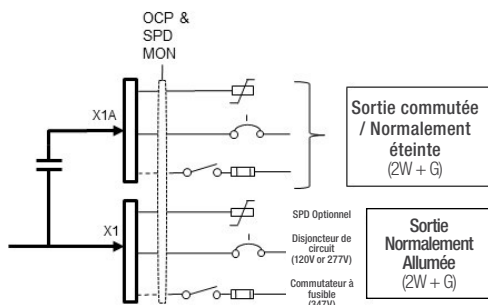 OCP &
SPD
MON
X1A
Sortie commutée
/ Normalement
éteinte
(2W + G)
X1
SPD Optionnel
Disjoncteur de
circuit
(120V or 277V)
Commutateur à
fusible
(347V)
Sortie
Normalement
Allumée
(2W + G)